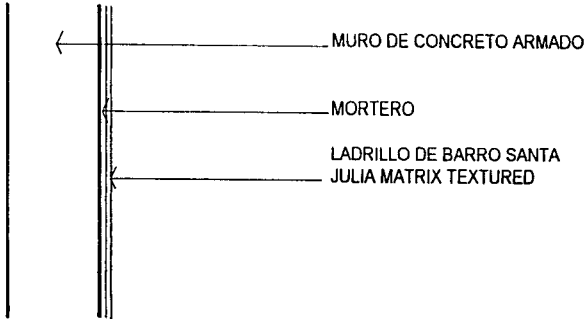 MURO DE CONCRETO ARMADO
MORTERO
LADRILLO DE BARRO SANTA
JULIA MATRIX TEXTURED